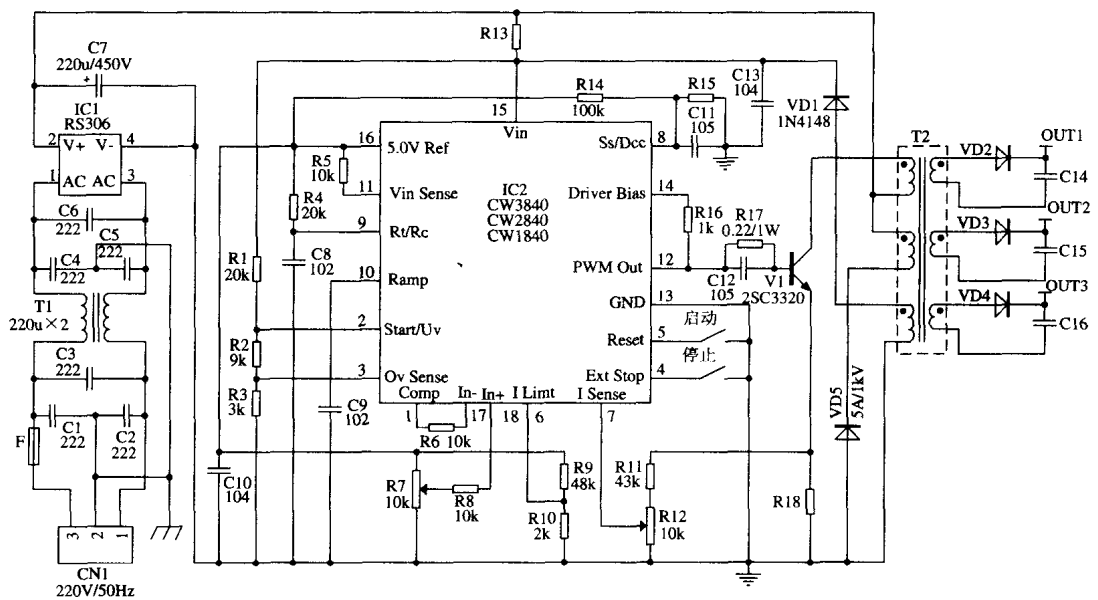 C7
220u/450V
+
IC1
RS306
2 V+ V- 4
1 AC AC 3
C6
222
C5
222
C4
222
T1
220u×2
C3
222
C1
222
C2
222
F
3 2 1
CN1
220V/50Hz
R13
R14
100k
R15
C11
105
C13
104
VD1
1N4148
15
Vin
16 5.0V Ref
11 Vin Sense
9 Rt/Rc
10 Ramp
2 Start/Uv
3 Ov Sense
IC2
CW3840
CW2840
CW1840
Ss/Dcc 8
Driver Bias 14
PWM Out 12
GND 13
Reset 5
Ext Stop 4
Comp In- In+ I Limt I Sense
1 17 18 6 7
R5
10k
R4
20k
C8
102
R1
20k
R2
9k
R3
3k
C9
102
C10
104
R6 10k
R7
10k
R8
10k
R9
48k
R10
2k
R11
43k
R12
10k
R16
1k
R17
0.22/1W
C12
105
V1
2SC3320
启动
停止
R18
VD5
5A/1kV
T2
VD2
OUT1
C14
OUT2
VD3
C15
OUT3
VD4
C16